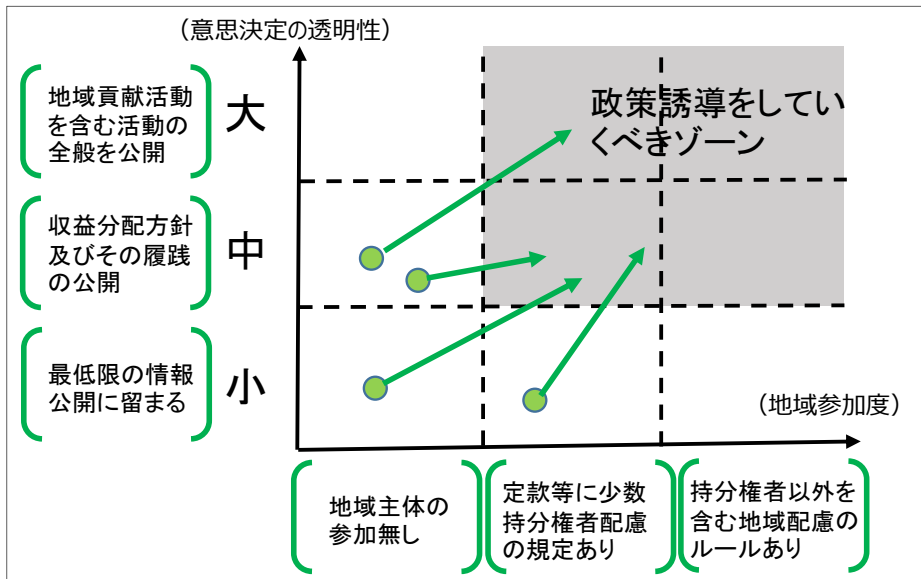 （意思決定の透明性）
地域貢献活動
を含む活動の
全般を公開
大
政策誘導をしてい
くべきゾーン
収益分配方針
及びその履践
の公開
中
最低限の情報
公開に留まる
小
（地域参加度）
地域主体の
参加無し
定款等に少数
持分権者配慮
の規定あり
持分権者以外を
含む地域配慮の
ルールあり